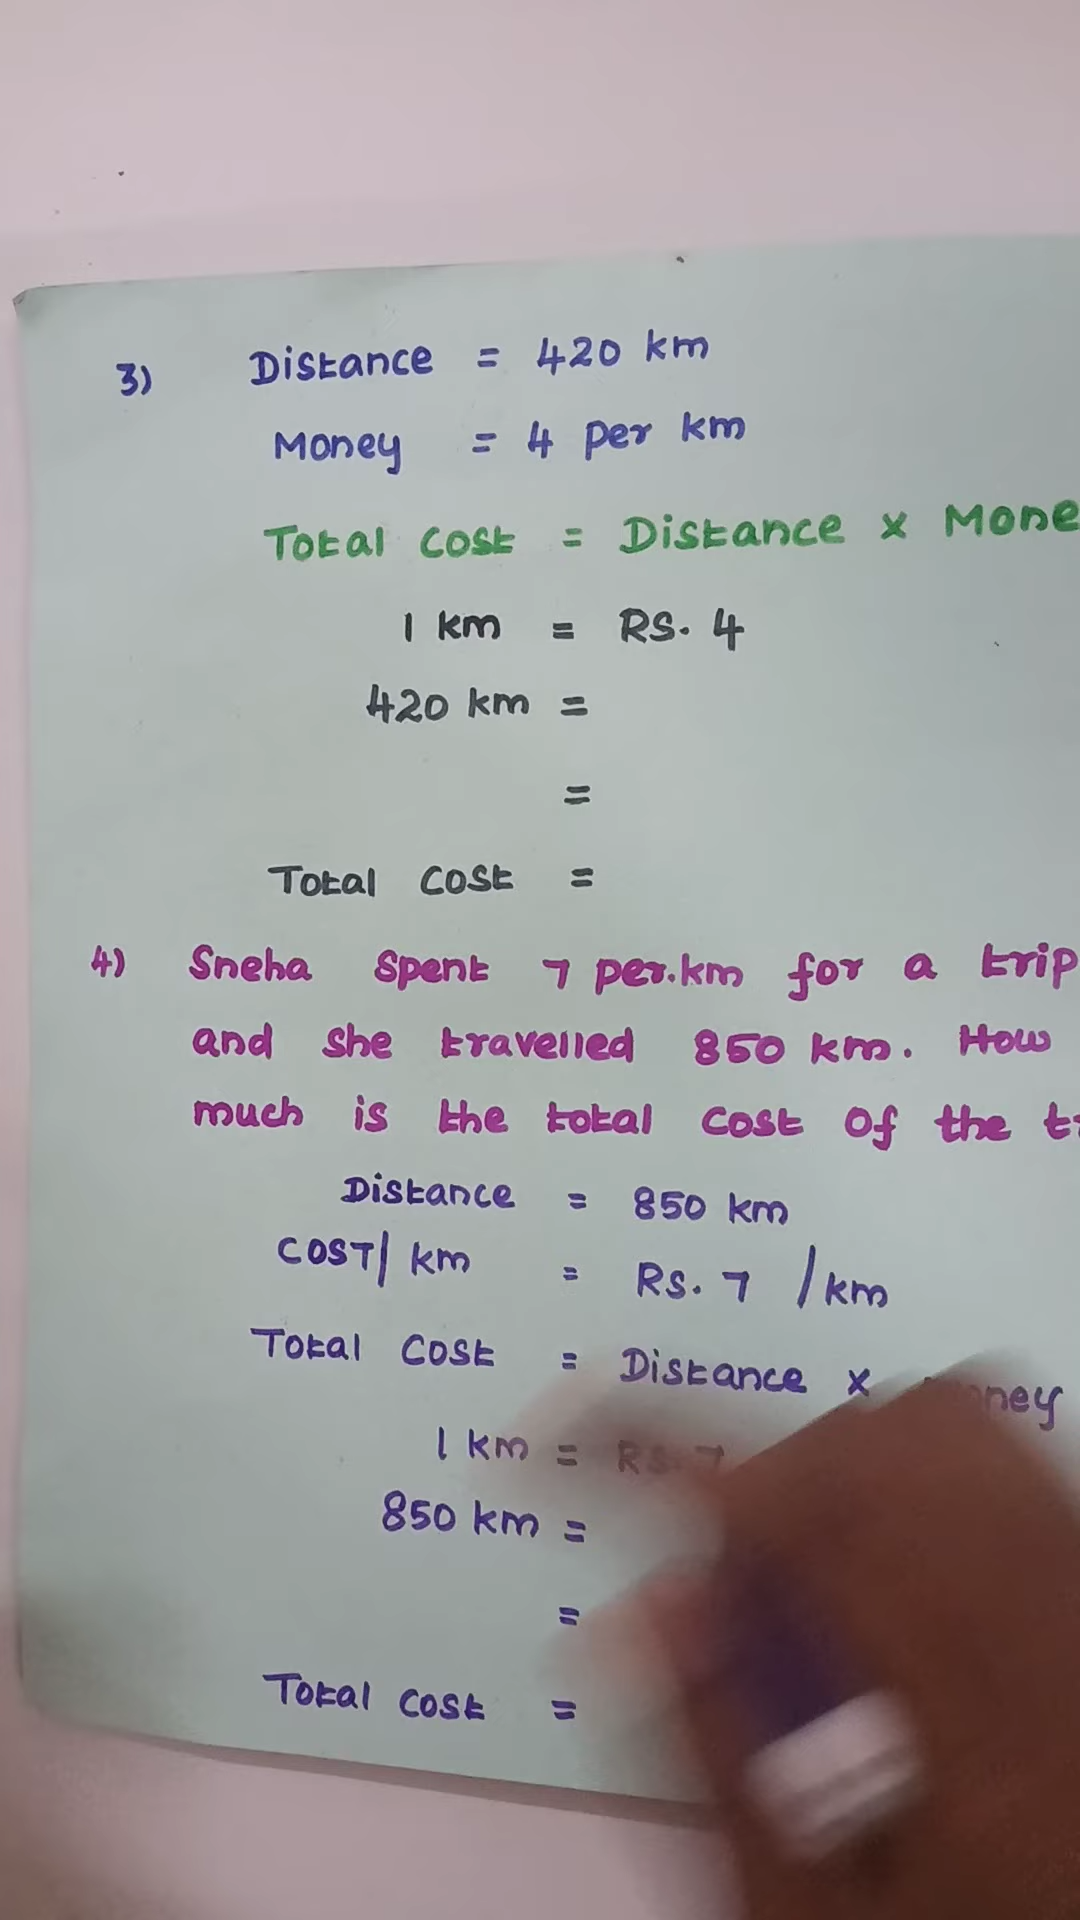 3) Distance = 420 km
Money = 4 per km
Total cost = Distance x Mone
1 km = Rs. 4
420 km =
=
Total cost =
4) Sneha spent 7 per.km for a trip
and she travelled 850 km. How
much is the total cost of the
Distance = 850 km
COST/ km = Rs. 7 /km
Total cost = Distance x
1 km = Rs. 7
850 km =
=
Total cost =